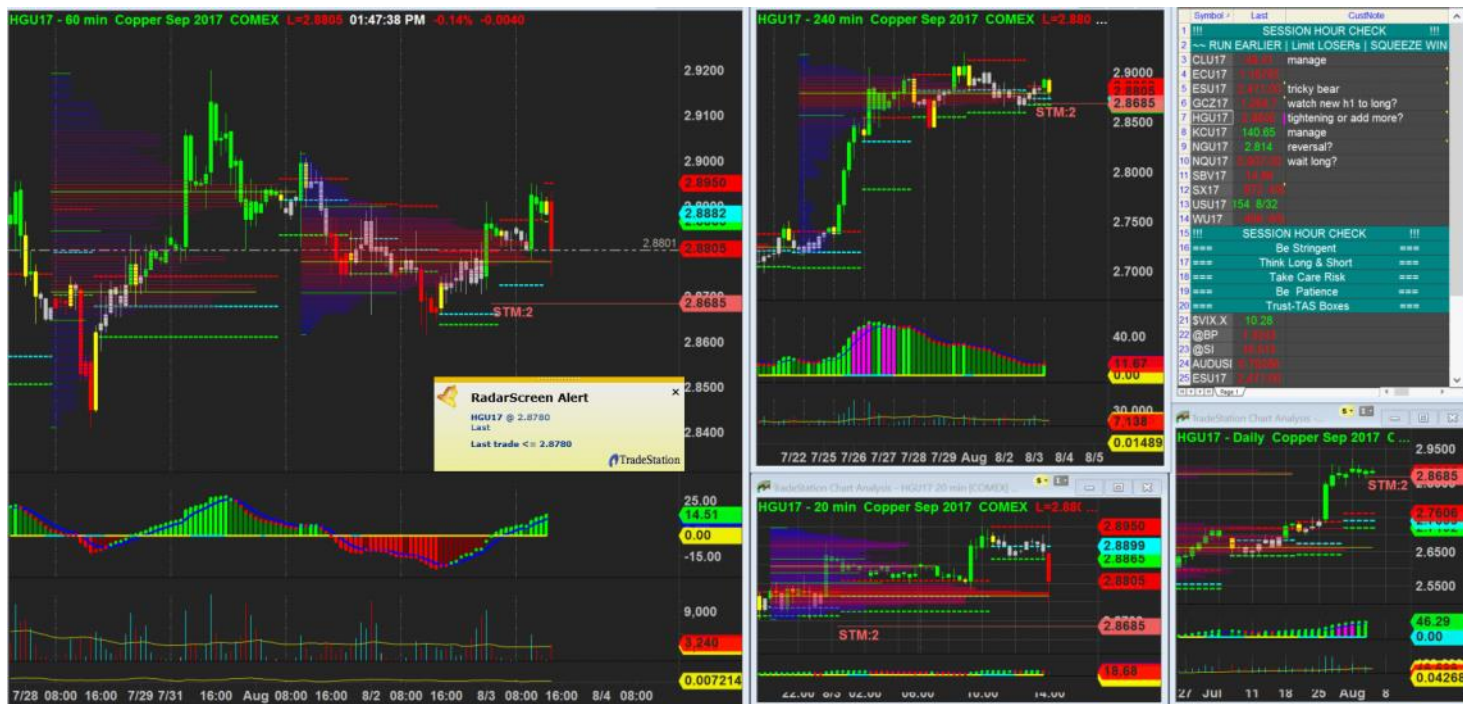 HGU17 - 60 min Copper Sep 2017 COMEX L=2.8805 01:47:38 PM -0.14% -0.0040
2.9200
2.9100
2.9000
2.8950
2.8882
2.8805
2.8801
2.8700
2.8685
STM:2
2.8600
2.8500
2.8400
RadarScreen Alert
HGU17 @ 2.8780
Last
Last trade <= 2.8780
TradeStation
25.00
14.51
0.00
-15.00
9,000
3,240
0.007214
7/28 08:00 16:00 7/29 7/31 16:00 Aug 08:00 16:00 8/2 08:00 16:00 8/3 08:00 16:00 8/4 08:00
HGU17 - 240 min Copper Sep 2017 COMEX L=2.880 ...
2.9000
2.8805
2.8685
STM:2
2.8500
2.7500
2.7000
40.00
11.67
0.00
30,000
7,138
0.01489
7/22 7/25 7/26 7/27 7/28 7/29 Aug 8/2 8/3 8/4 8/5
TradeStation Chart Analysis - HGU17 20 min [COMEX] ...
HGU17 - 20 min Copper Sep 2017 COMEX L=2.880 ...
2.8950
2.8899
2.8865
2.8805
2.8685
STM:2
18.68
22:00 8/3 02:00 06:00 10:00 14:00
Symbol Last CustNote
1 !!! SESSION HOUR CHECK !!!
2 ~~ RUN EARLIER | Limit LOSERs | SQUEEZE WIN
3 CLU17 manage
4 ECU17
5 ESU17 tricky bear
6 GCZ17 watch new h1 to long?
7 HGU17 tightening or add more?
8 KCU17 140.65 manage
9 NGU17 2.814 reversal?
10 NQU17 wait long?
11 SBV17
12 SX17
13 USU17 154 8/32
14 WU17
15 !!! SESSION HOUR CHECK !!!
16 === Be Stringent ===
17 === Think Long & Short ===
18 === Take Care Risk ===
19 === Be Patience ===
20 === Trust-TAS Boxes ===
21 $VIX.X 10.28
22 @BP
23 @SI
24 AUDUSI
25 ESU17
Page 1
TradeStation Chart Analysis - ...
HGU17 - Daily Copper Sep 2017 C ...
2.9500
2.8685
STM:2
2.7606
2.6500
2.5500
46.29
0.00
0.04268
27 Jul 11 18 25 Aug 8